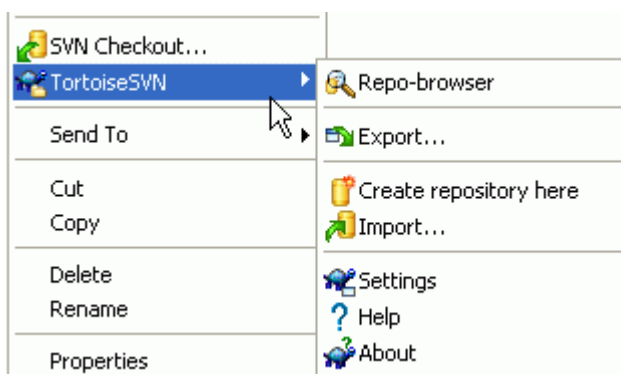 SVN Checkout...
TortoiseSVN
Send To
Cut
Copy
Delete
Rename
Properties
Repo-browser
Export...
Create repository here
Import...
Settings
Help
About